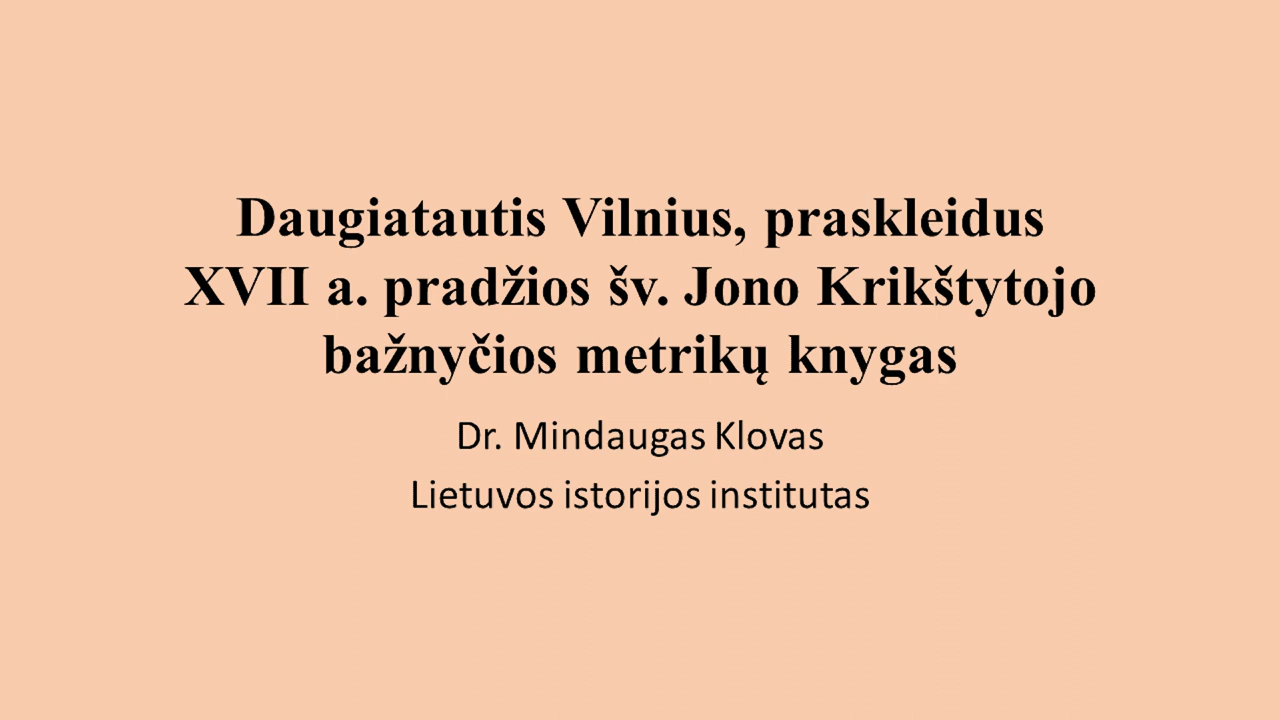 Daugiatautis Vilnius, praskleidus
XVII a. pradžios šv. Jono Krikštytojo
bažnyčios metrikų knygas
Dr. Mindaugas Klovas
Lietuvos istorijos institutas